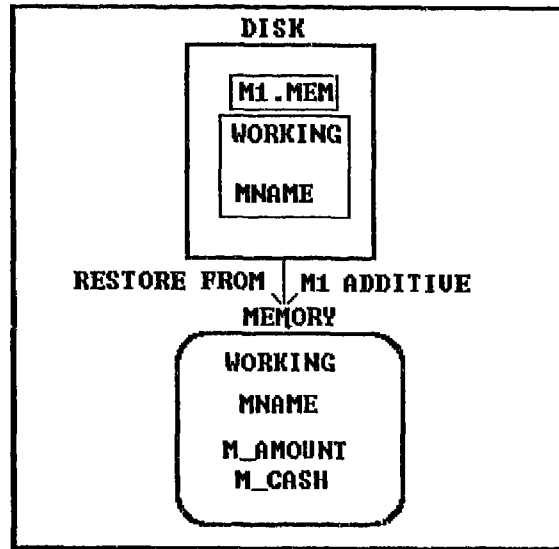 DISK
M1.MEM
WORKING
MNAME
RESTORE FROM M1 ADDITIVE
MEMORY
WORKING
MNAME
M_AMOUNT
M_CASH